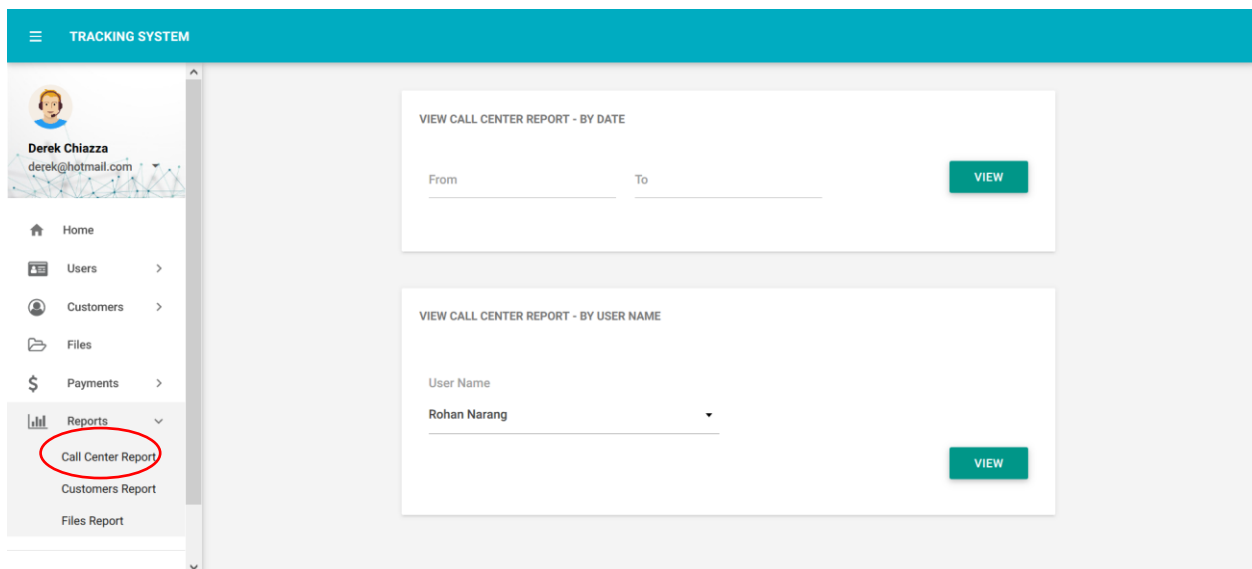 TRACKING SYSTEM
Derek Chiazza
derek@hotmail.com
Home
Users
Customers
Files
Payments
Reports
Call Center Report
Customers Report
Files Report
VIEW CALL CENTER REPORT - BY DATE
From To
VIEW
VIEW CALL CENTER REPORT - BY USER NAME
User Name
Rohan Narang
VIEW